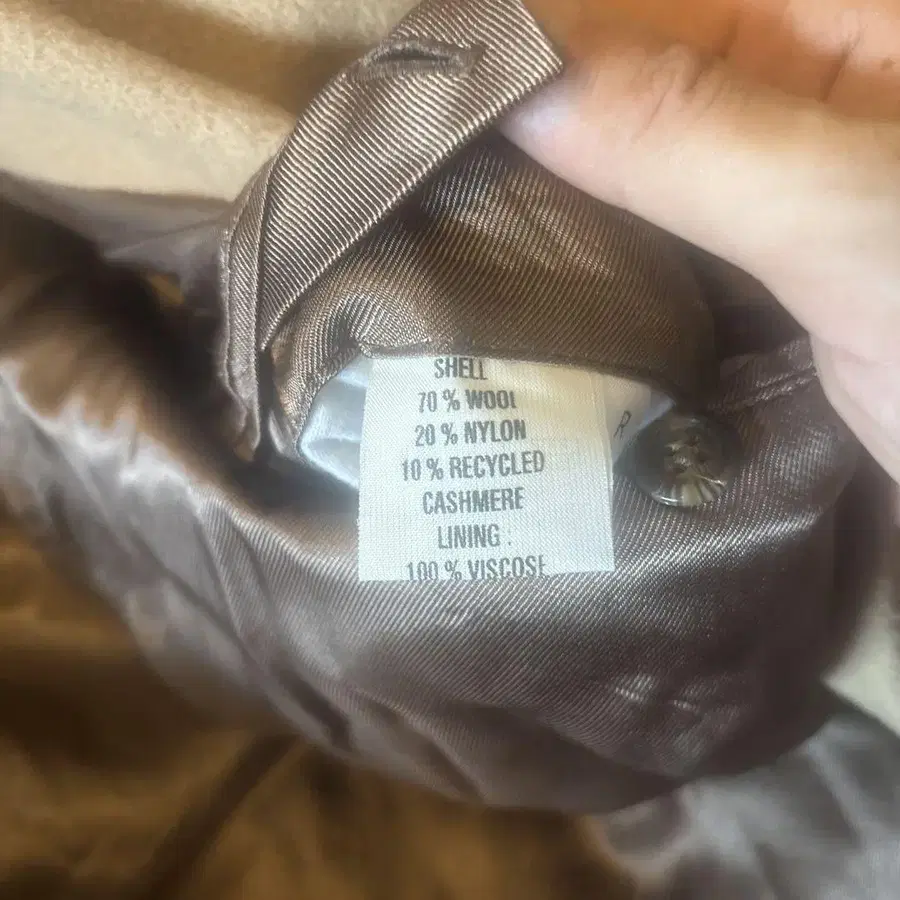 SHELL
70 % WOOL
20 % NYLON
10 % RECYCLED
CASHMERE
LINING :
100 % VISCOSE
R